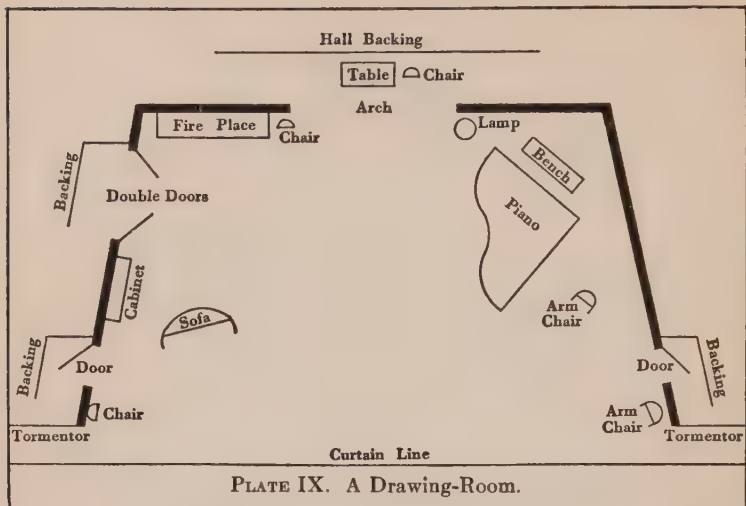 Hall Backing
Table
Chair
Arch
Fire Place
Chair
Lamp
Bench
Backing
Double Doors
Piano
Cabinet
Sofa
Arm
Chair
Backing
Door
Door
Backing
Chair
Arm
Chair
Tormentor
Tormentor
Curtain Line
PLATE IX. A Drawing-Room.